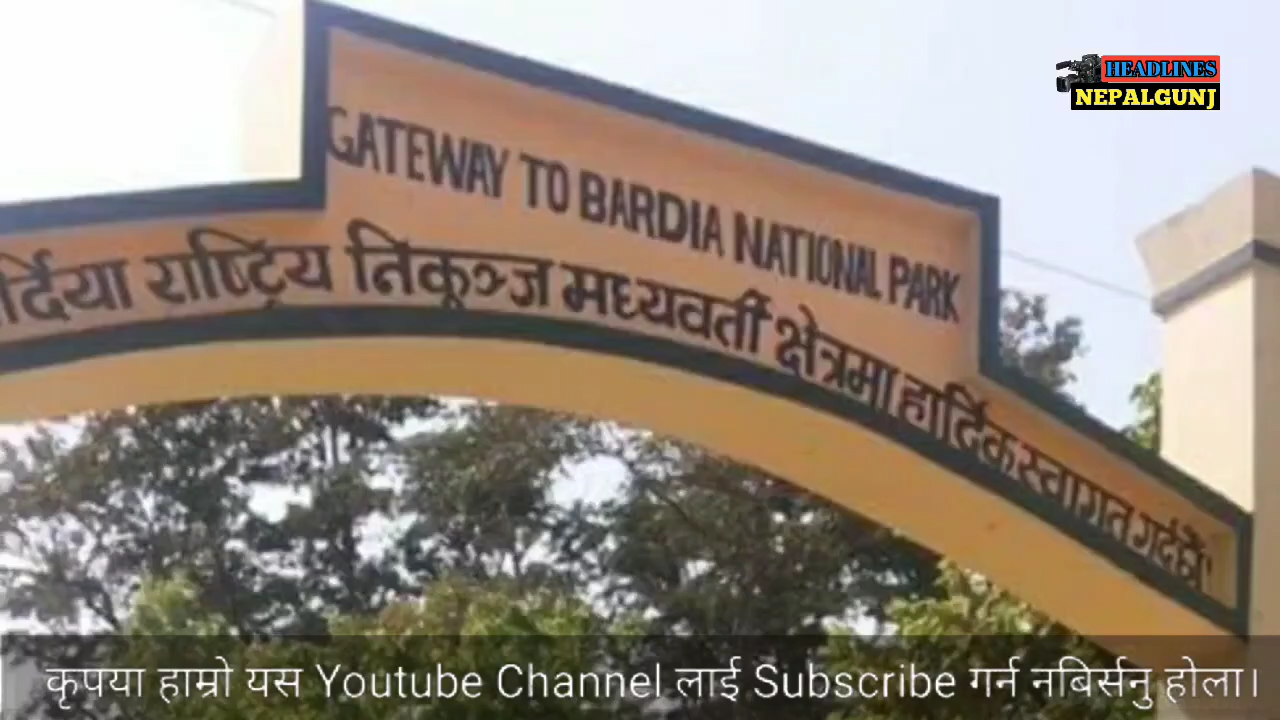 HEADLINES
NEPALGUNJ
GATEWAY TO BARDIA NATIONAL PARK
र्दिया राष्ट्रिय निकुञ्ज मध्यवर्ती क्षेत्रमा हार्दिक स्वागत गर्दछौं
कृपया हाम्रो यस Youtube Channel लाई Subscribe गर्न नबिर्सनु होला।